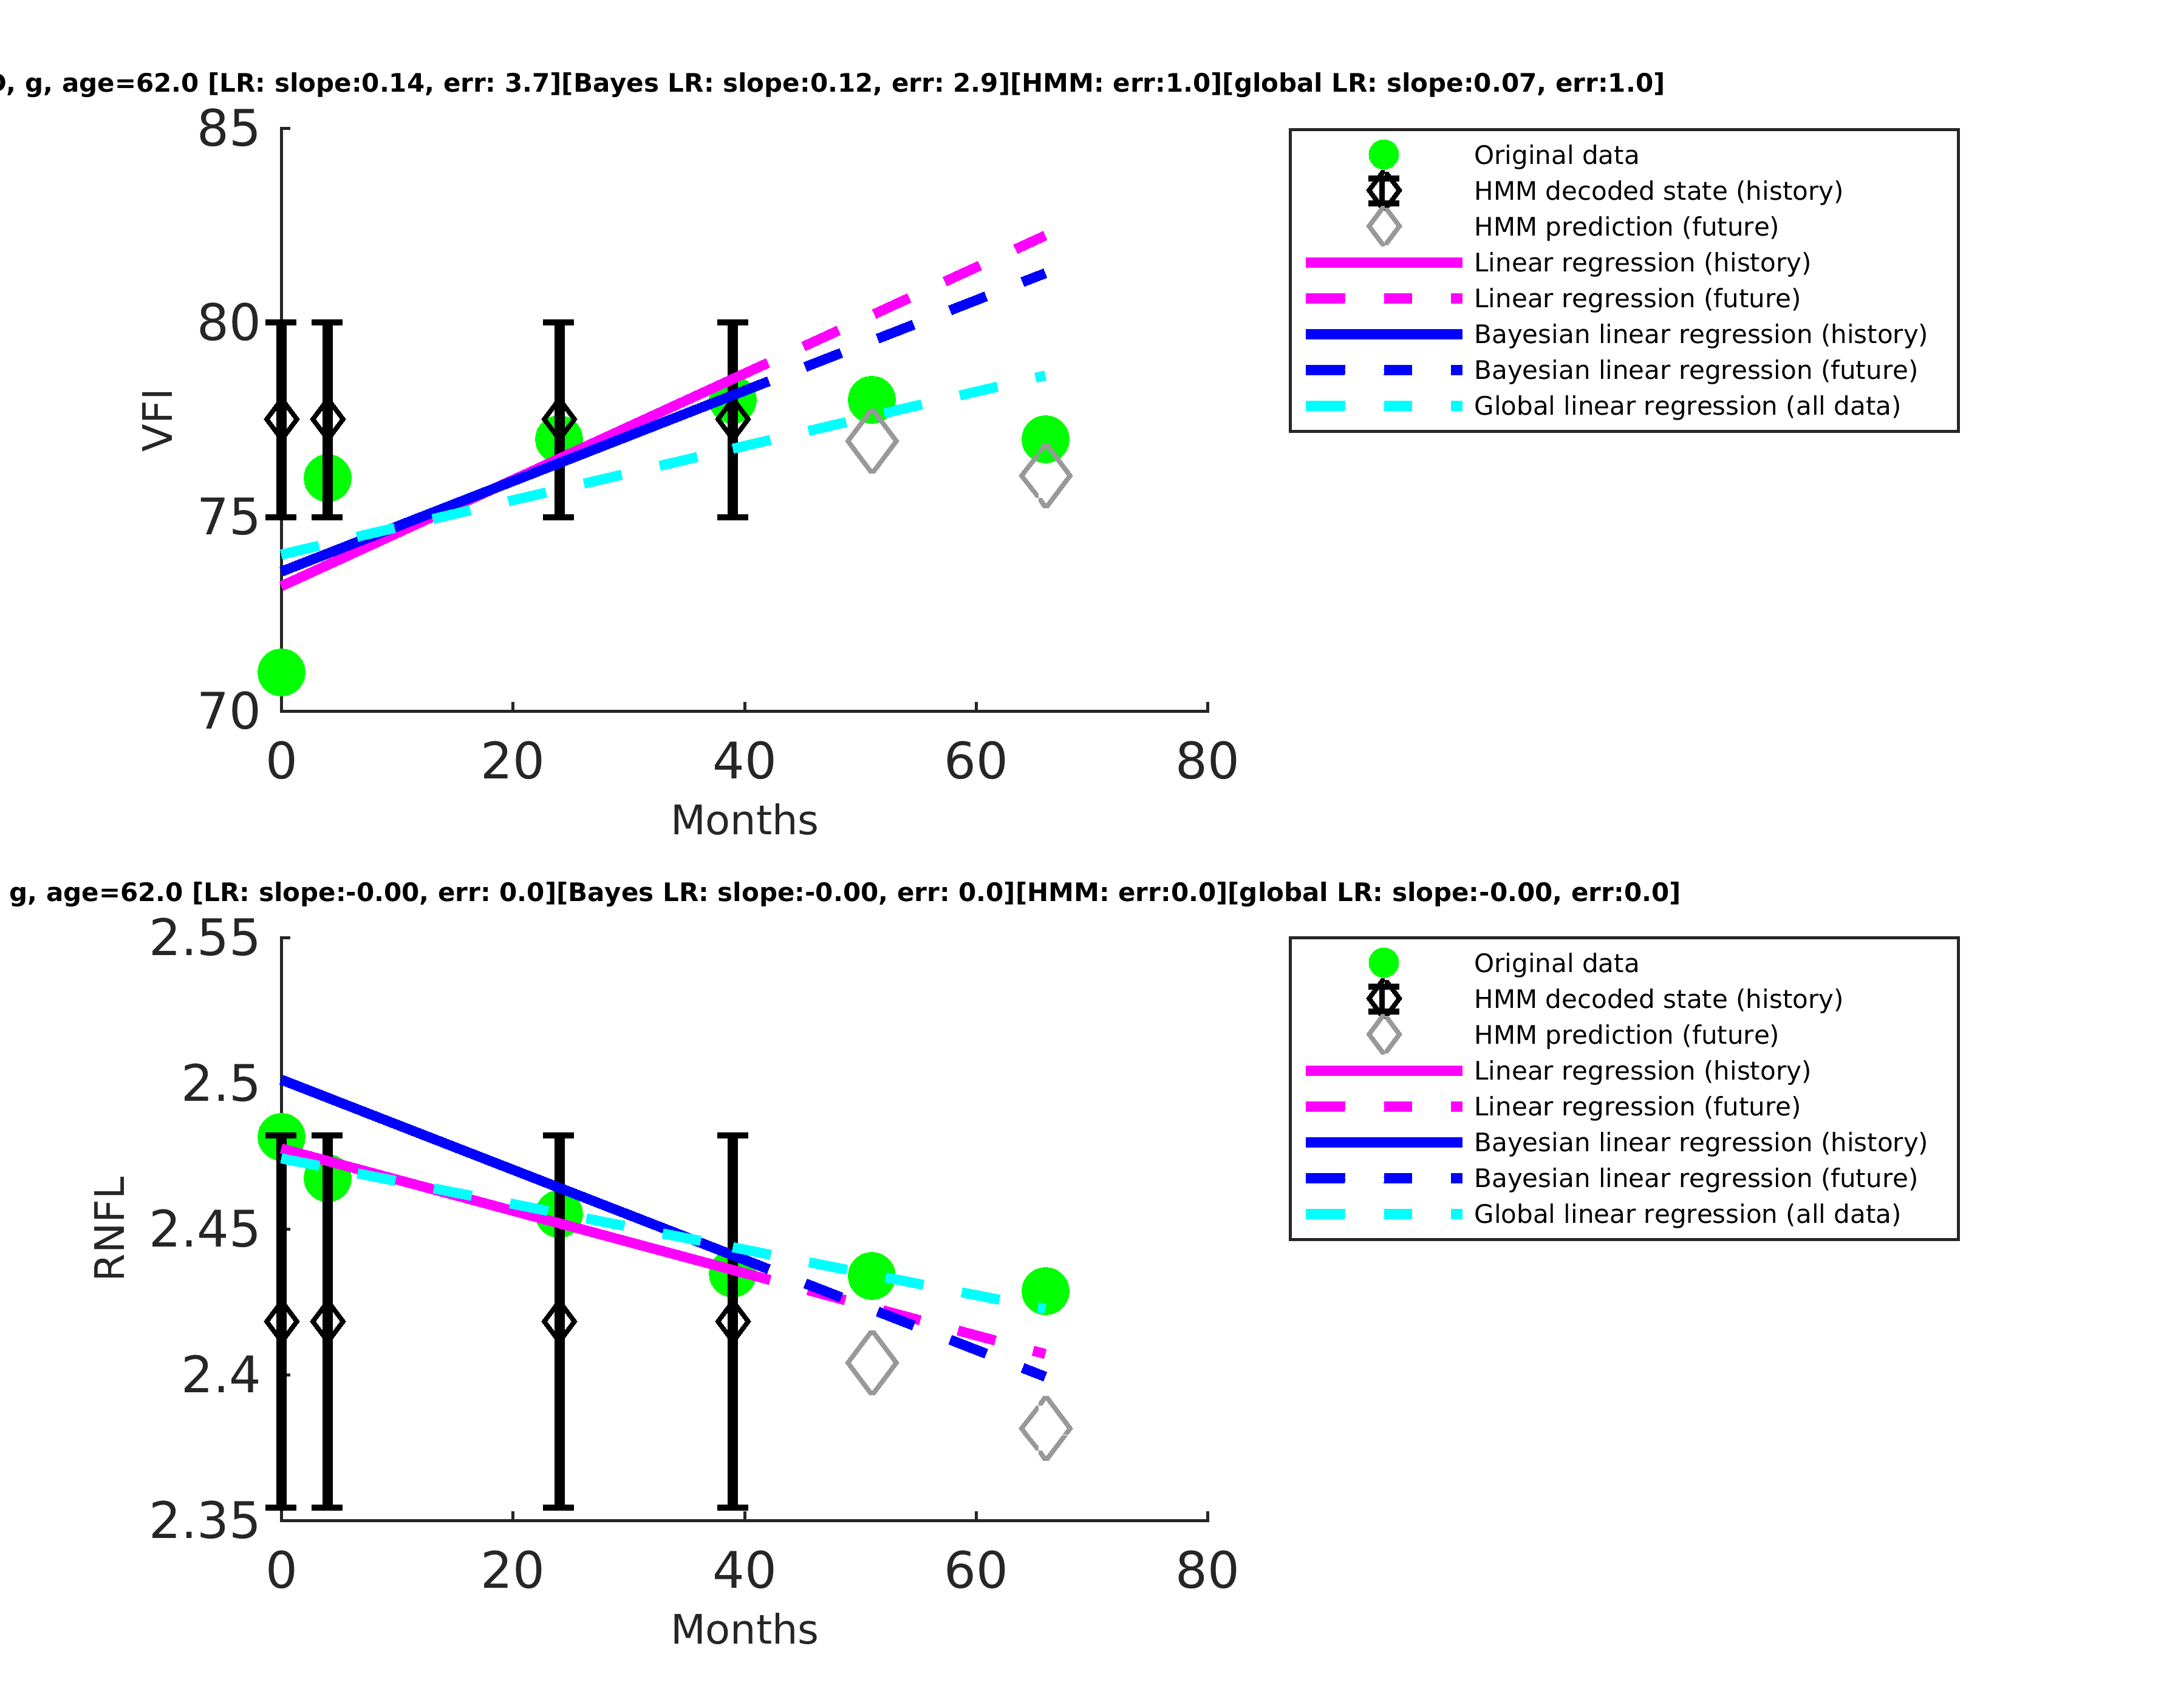 g, age=62.0 [LR: slope:0.14, err: 3.7][Bayes LR: slope:0.12, err: 2.9][HMM: err:1.0][global LR: slope:0.07, err:1.0]
85
80
75
70
VFI
0 20 40 60 80
Months
Original data
HMM decoded state (history)
HMM prediction (future)
Linear regression (history)
Linear regression (future)
Bayesian linear regression (history)
Bayesian linear regression (future)
Global linear regression (all data)
g, age=62.0 [LR: slope:-0.00, err: 0.0][Bayes LR: slope:-0.00, err: 0.0][HMM: err:0.0][global LR: slope:-0.00, err:0.0]
2.55
2.5
2.45
2.4
2.35
RNFL
0 20 40 60 80
Months
Original data
HMM decoded state (history)
HMM prediction (future)
Linear regression (history)
Linear regression (future)
Bayesian linear regression (history)
Bayesian linear regression (future)
Global linear regression (all data)